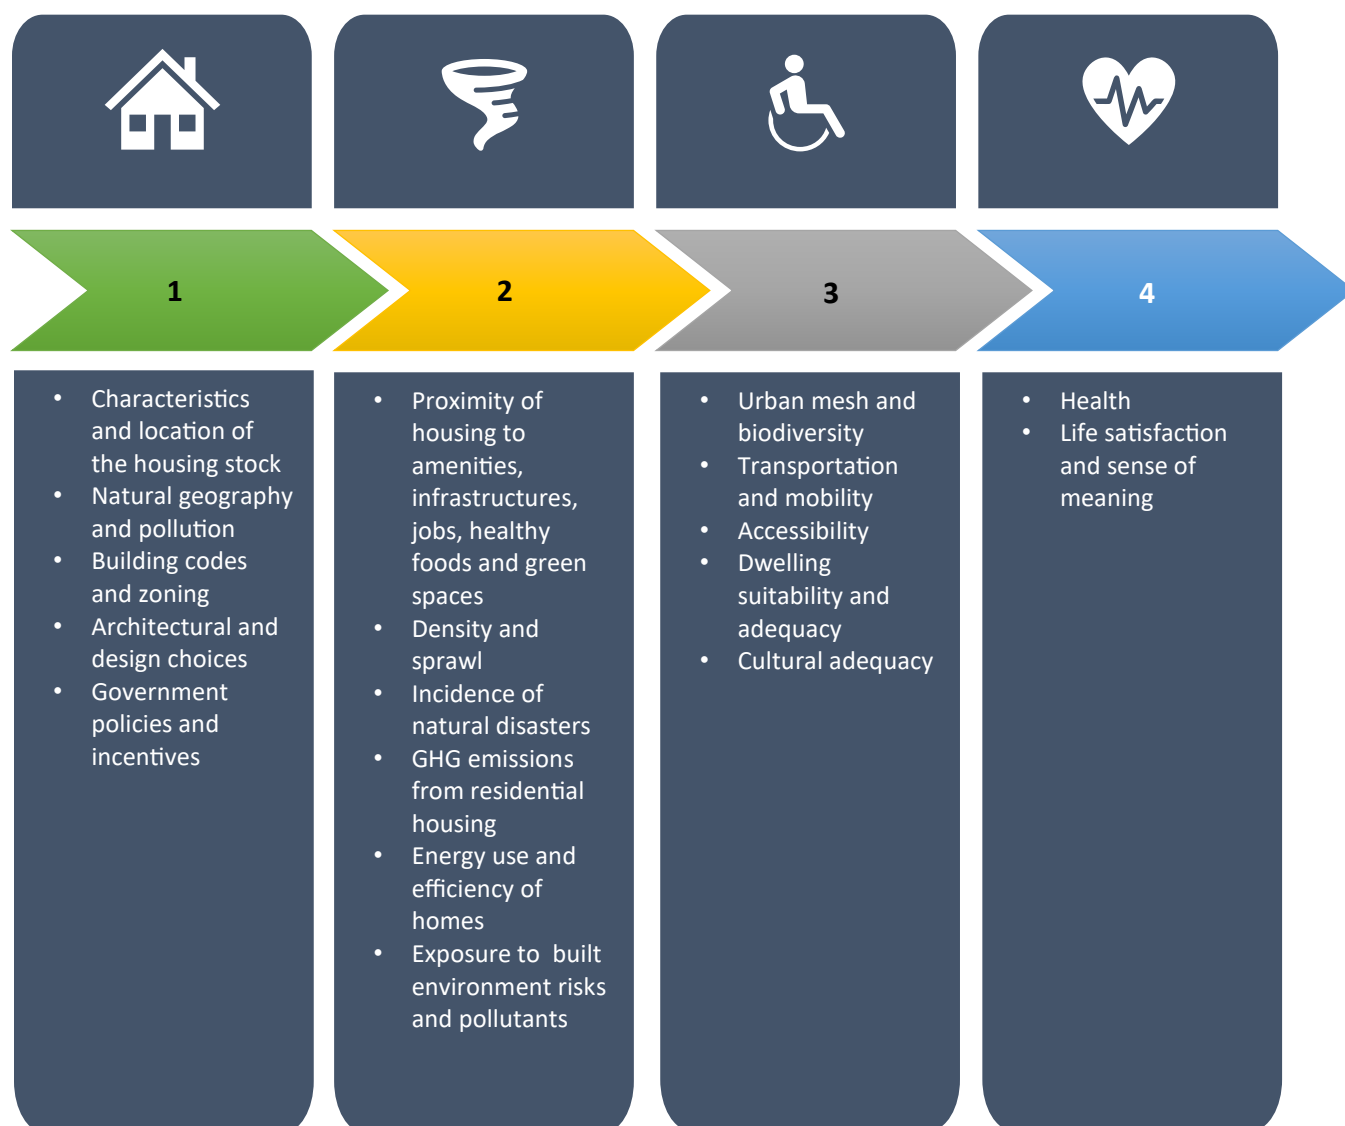 1
2
3
4
• Characteristics
and location of
the housing stock
• Natural geography
and pollution
• Building codes
and zoning
• Architectural and
design choices
• Government
policies and
incentives
• Proximity of
housing to
amenities,
infrastructures,
jobs, healthy
foods and green
spaces
• Density and
sprawl
• Incidence of
natural disasters
• GHG emissions
from residential
housing
• Energy use and
efficiency of
homes
• Exposure to  built
environment risks
and pollutants
• Urban mesh and
biodiversity
• Transportation
and mobility
• Accessibility
• Dwelling
suitability and
adequacy
• Cultural adequacy
• Health
• Life satisfaction
and sense of
meaning